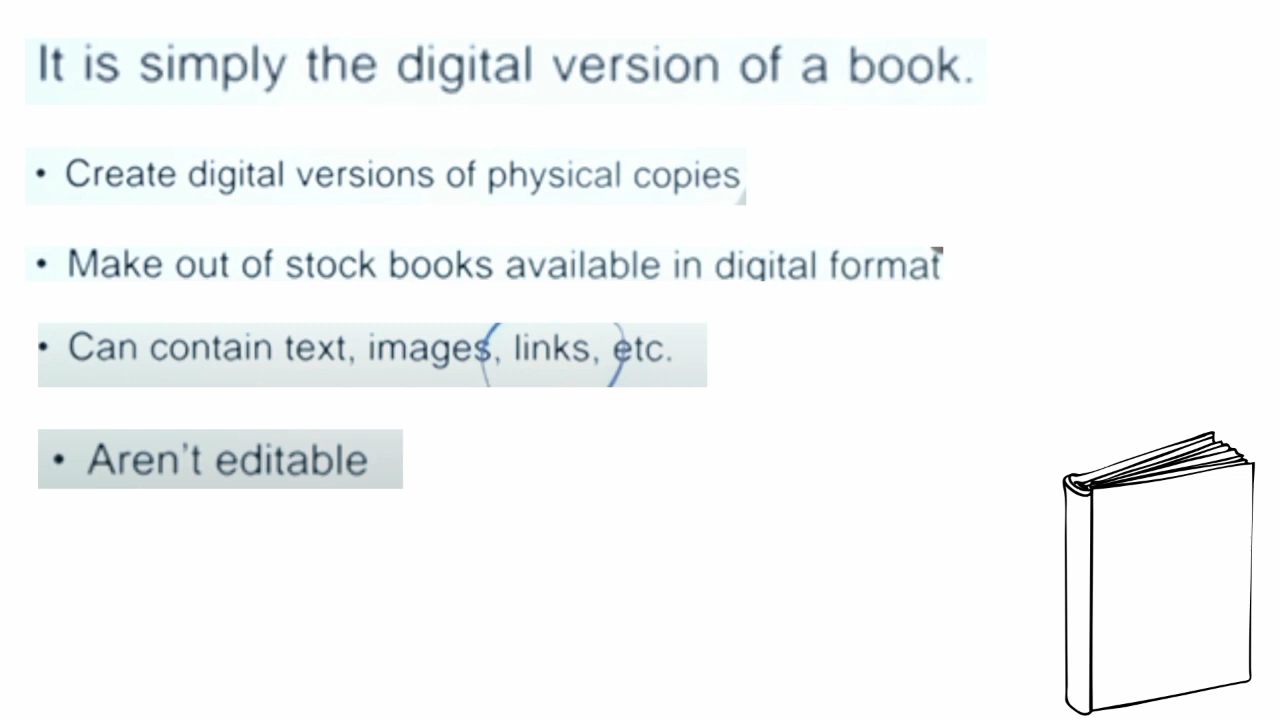 It is simply the digital version of a book.
• Create digital versions of physical copies
• Make out of stock books available in digital format
• Can contain text, images, links, etc.
• Aren't editable